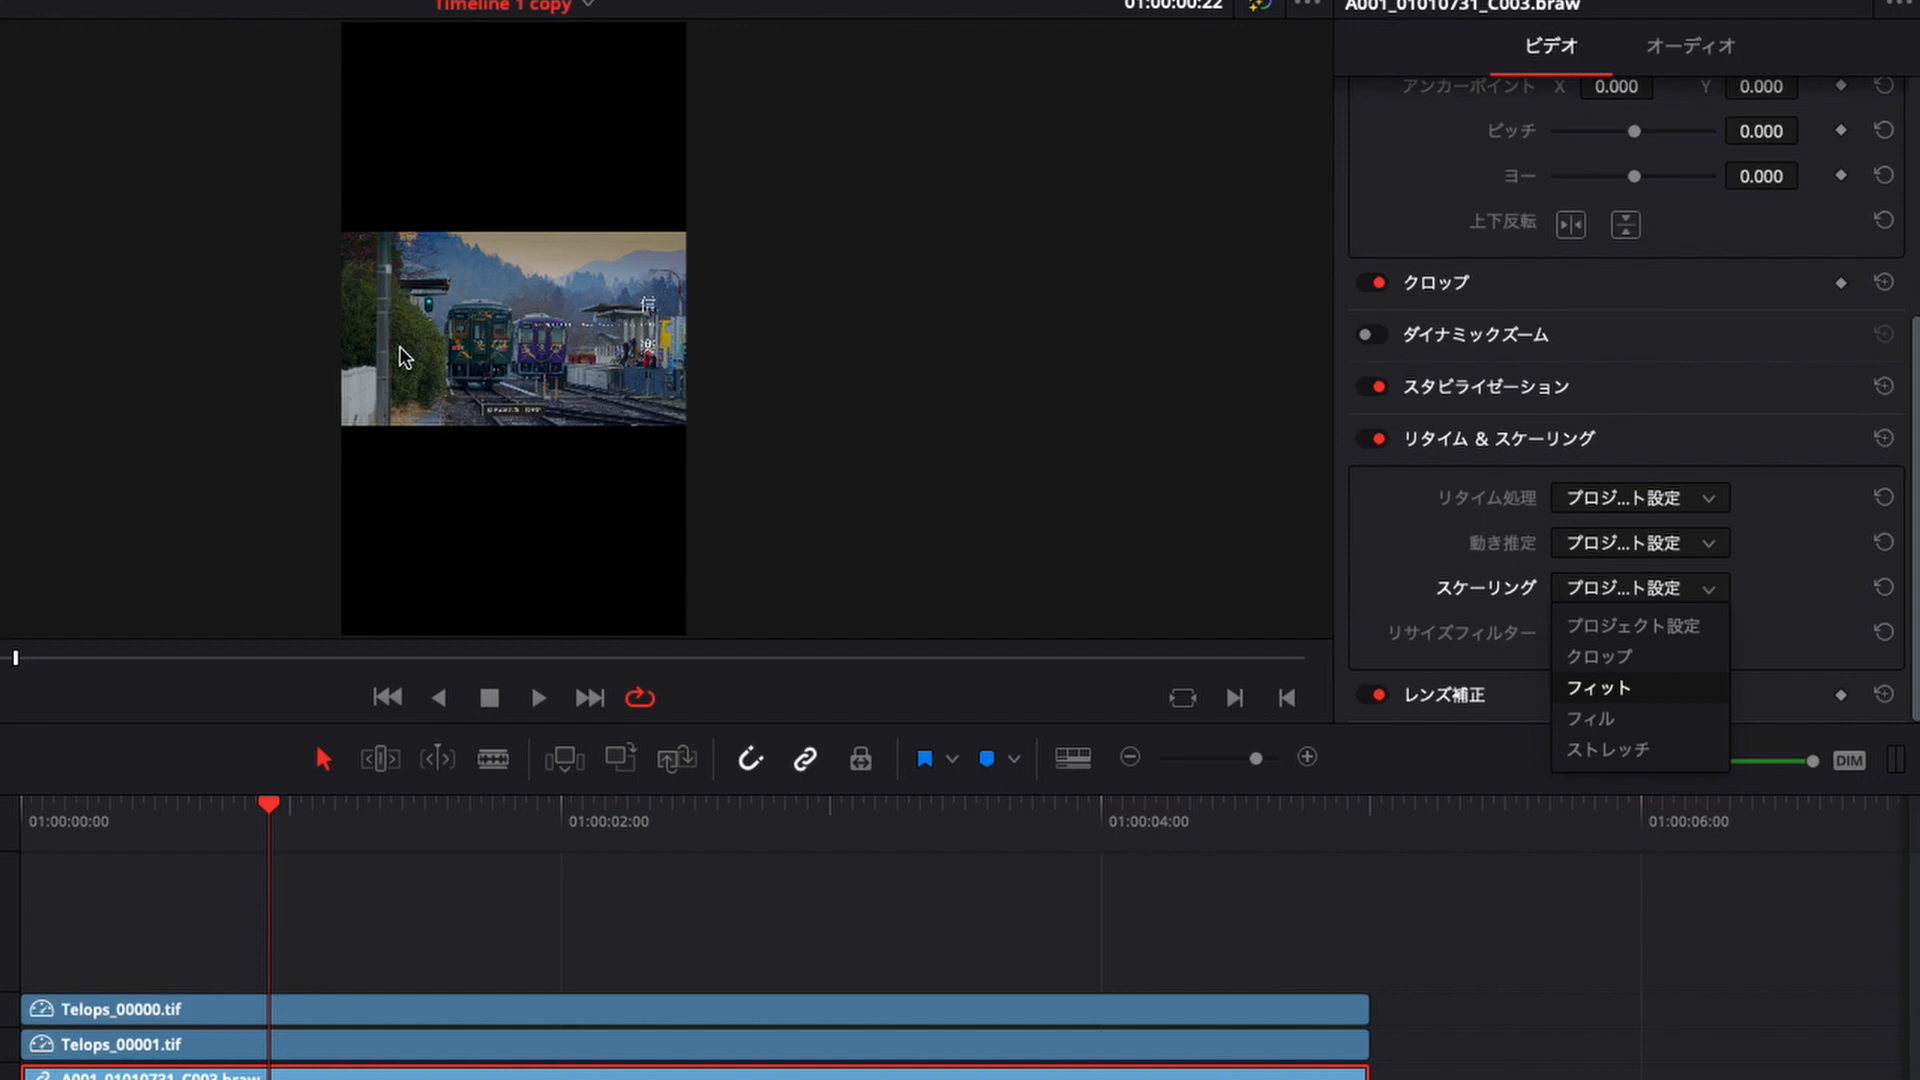 Timeline 1 copy
01:00:00:22
A001_01010731_C003.braw
ビデオ
オーディオ
アンカーポイント X 0.000 Y 0.000
ピッチ 0.000
ヨー 0.000
上下反転
クロップ
ダイナミックズーム
スタビライゼーション
リタイム & スケーリング
リタイム処理 プロジ...ト設定
動き推定 プロジ...ト設定
スケーリング プロジ...ト設定
リサイズフィルター
プロジェクト設定
クロップ
フィット
フィル
ストレッチ
レンズ補正
DIM
01:00:00:00
01:00:02:00
01:00:04:00
01:00:06:00
Telops_00000.tif
Telops_00001.tif
A001_01010731_C003.braw